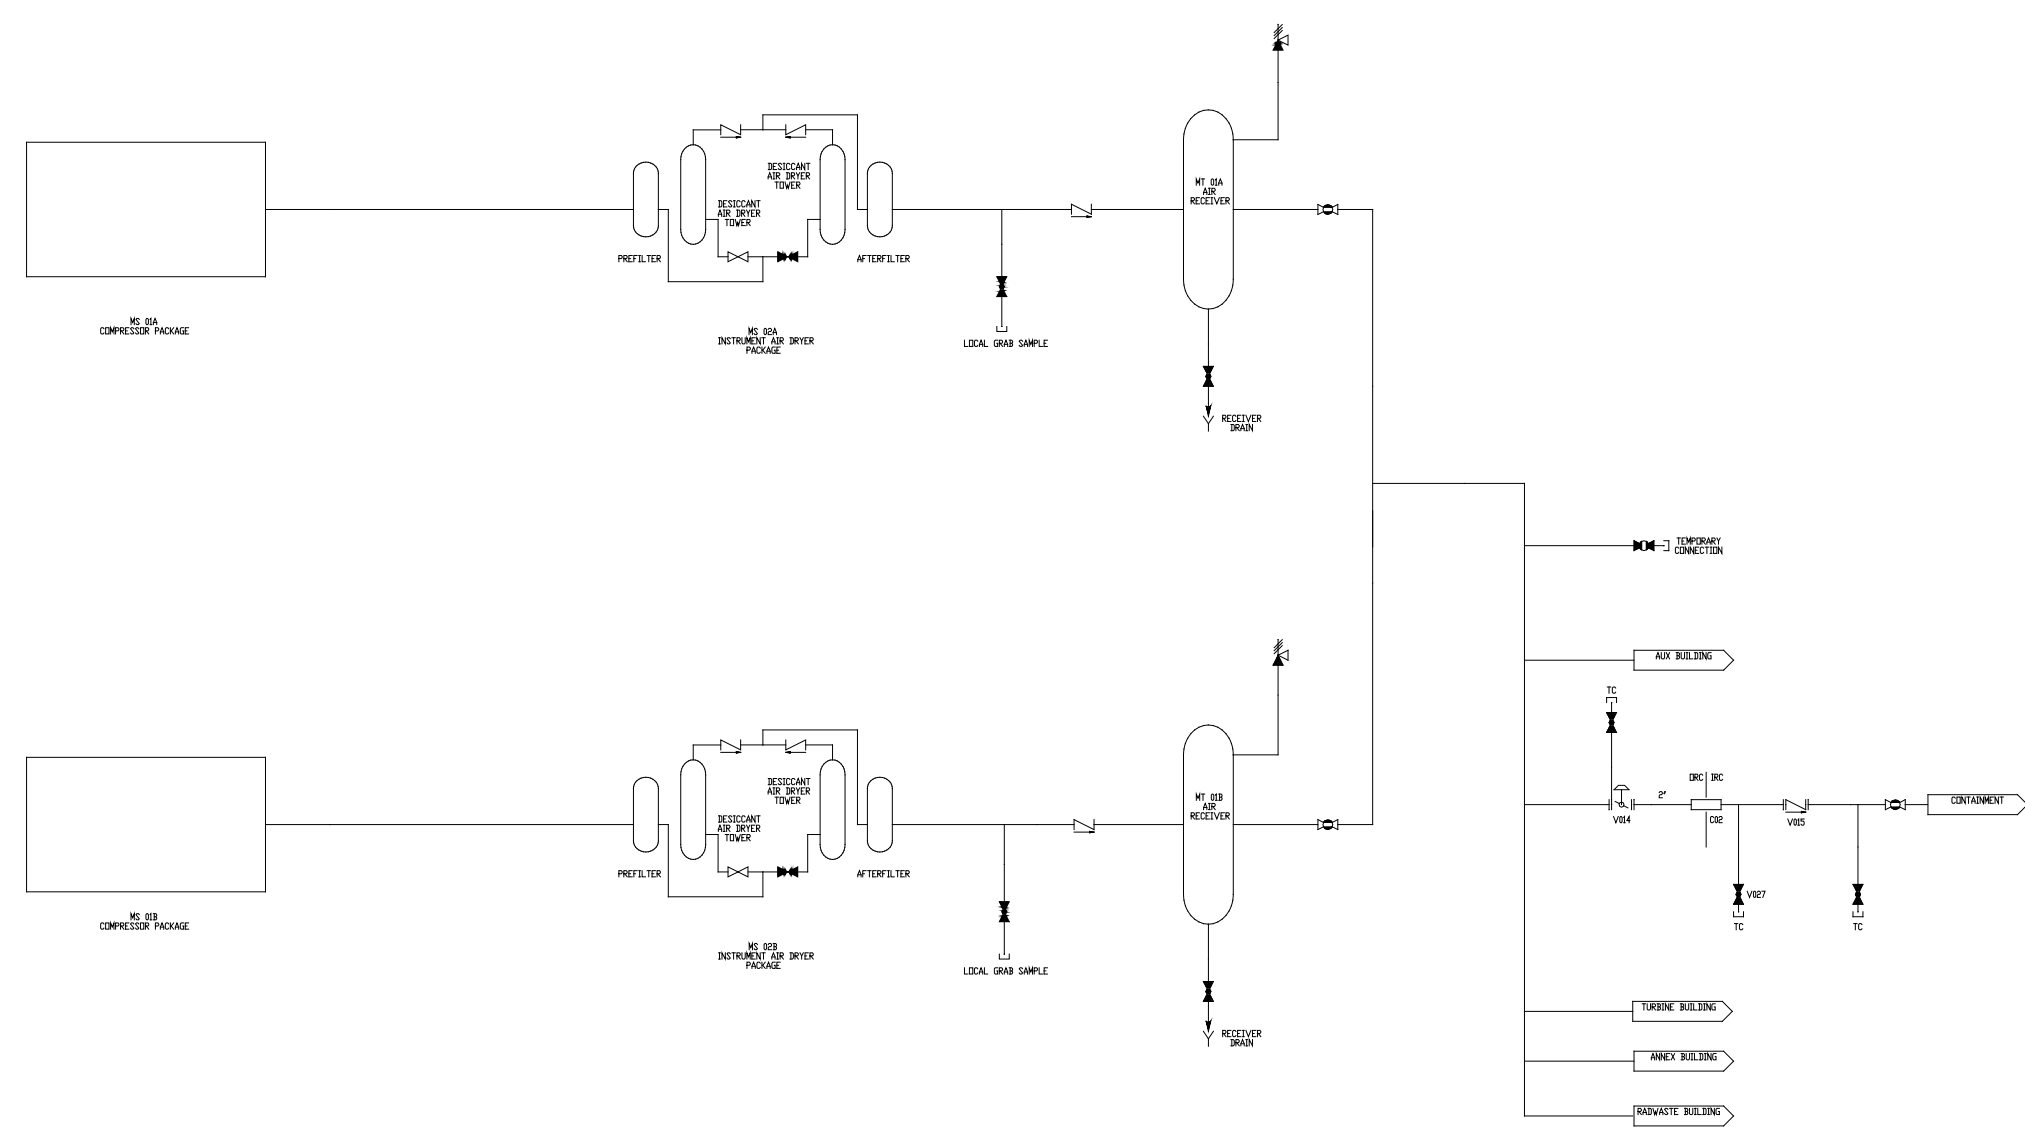 DESICCANT
AIR DRYER
TOWER
DESICCANT
AIR DRYER
TOWER
MT 01A
AIR
RECEIVER
PREFILTER
AFTERFILTER
MS 01A
COMPRESSOR PACKAGE
MS 02A
INSTRUMENT AIR DRYER
PACKAGE
LOCAL GRAB SAMPLE
RECEIVER
DRAIN
TEMPORARY
CONNECTION
AUX BUILDING
TC
ORC
IRC
2"
CONTAINMENT
V014
C02
V015
V027
TC
TC
DESICCANT
AIR DRYER
TOWER
DESICCANT
AIR DRYER
TOWER
MT 01B
AIR
RECEIVER
PREFILTER
AFTERFILTER
MS 01B
COMPRESSOR PACKAGE
MS 02B
INSTRUMENT AIR DRYER
PACKAGE
LOCAL GRAB SAMPLE
RECEIVER
DRAIN
TURBINE BUILDING
ANNEX BUILDING
RADWASTE BUILDING